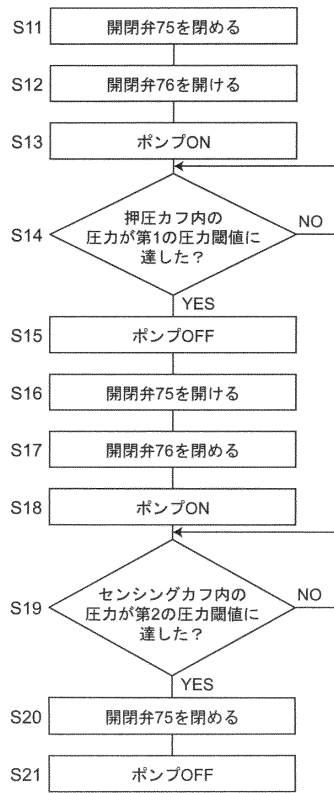 S11 開閉弁75を閉める
S12 開閉弁76を開ける
S13 ポンプON
押圧カフ内の
NO
S14 圧力が第1の圧力閾値に
達した？
YES
S15 ポンプOFF
S16 開閉弁75を開ける
S17 開閉弁76を閉める
S18 ポンプON
センシングカフ内の
NO
S19 圧力が第2の圧力閾値に
達した？
YES
S20 開閉弁75を閉める
S21 ポンプOFF